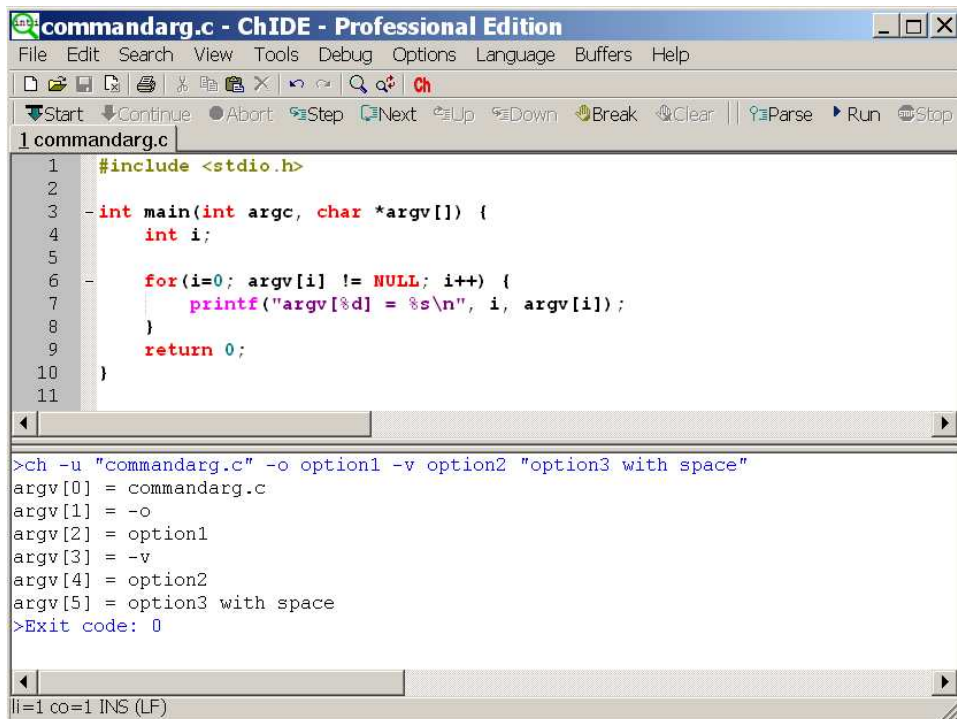 commandarg.c - ChIDE - Professional Edition
File Edit Search View Tools Debug Options Language Buffers Help
Ch
Start Continue Abort Step Next Up Down Break Clear Parse Run Stop
1 commandarg.c
1 #include <stdio.h>
2
3 int main(int argc, char *argv[]) {
4 int i;
5
6 for(i=0; argv[i] != NULL; i++) {
7 printf("argv[%d] = %s\n", i, argv[i]);
8 }
9 return 0;
10 }
11
>ch -u "commandarg.c" -o option1 -v option2 "option3 with space"
argv[0] = commandarg.c
argv[1] = -o
argv[2] = option1
argv[3] = -v
argv[4] = option2
argv[5] = option3 with space
>Exit code: 0
li=1 co=1 INS (LF)